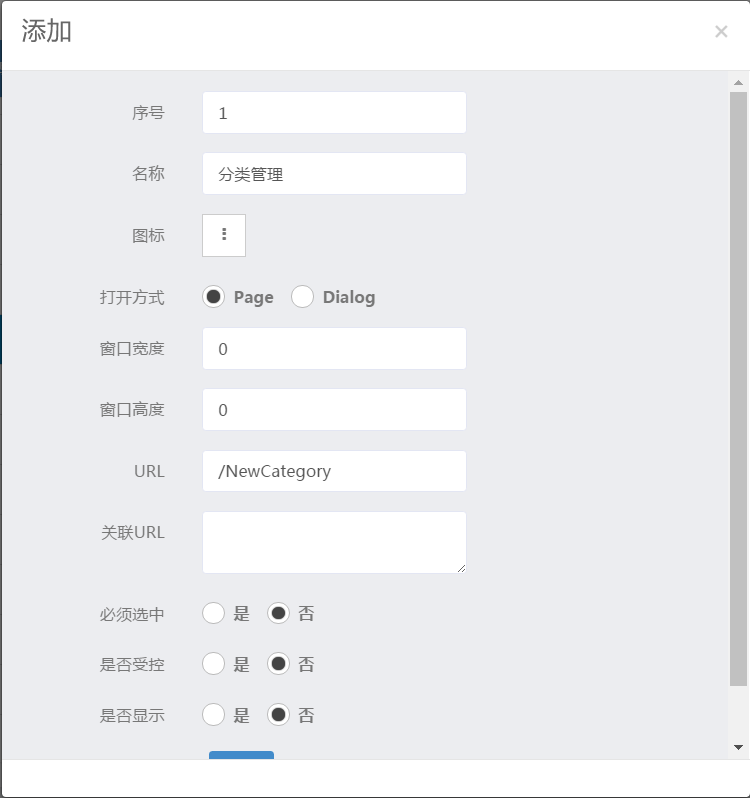 添加
序号 1
名称 分类管理
图标
打开方式 Page Dialog
窗口宽度 0
窗口高度 0
URL /NewCategory
关联URL
必须选中 是 否
是否受控 是 否
是否显示 是 否